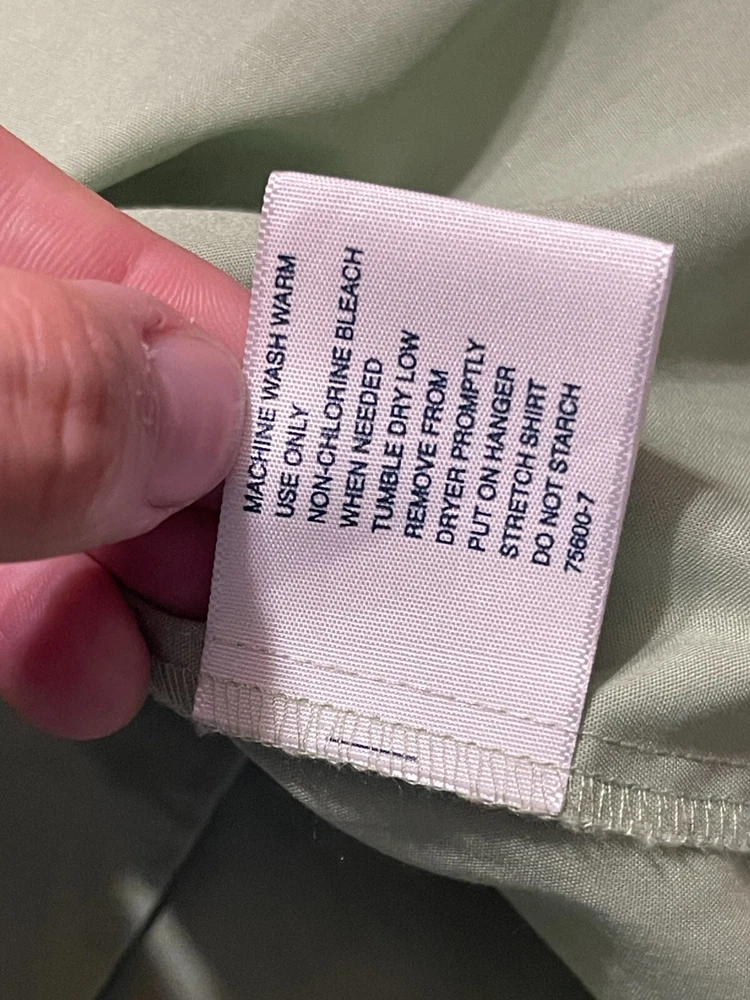 MACHINE WASH WARM
USE ONLY
NON-CHLORINE BLEACH
WHEN NEEDED
TUMBLE DRY LOW
REMOVE FROM
DRYER PROMPTLY
PUT ON HANGER
STRETCH SHIRT
DO NOT STARCH
75600-7